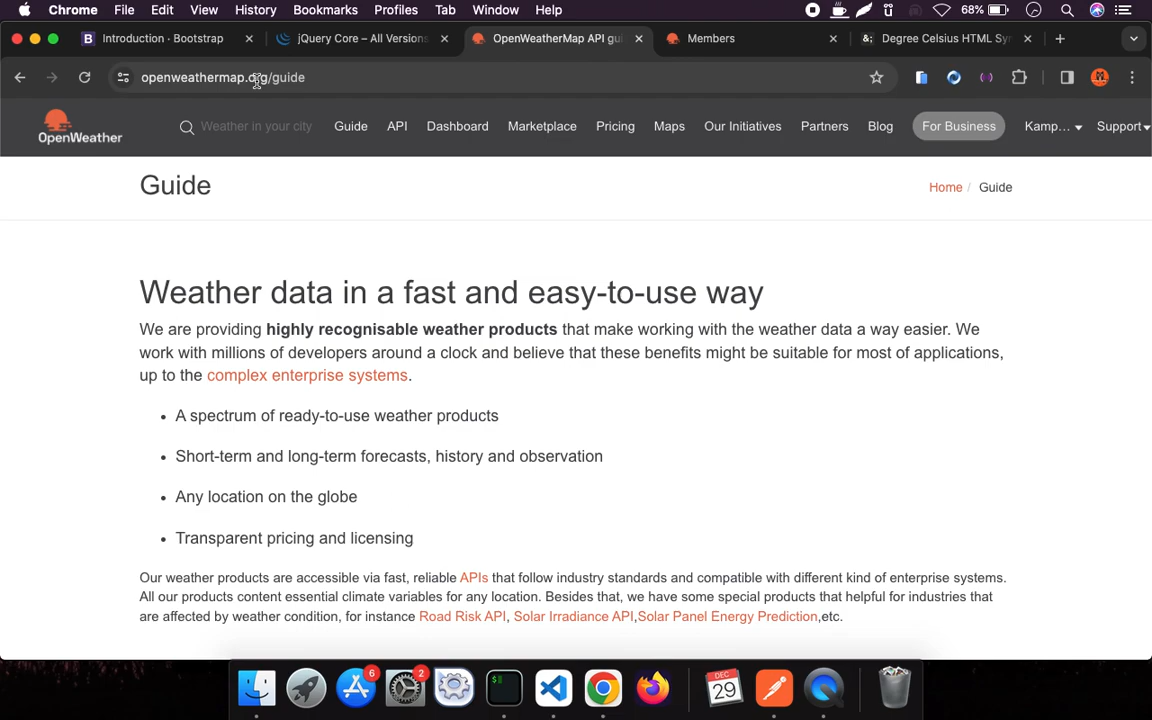 Chrome File Edit View History Bookmarks Profiles Tab Window Help 68%
Introduction · Bootstrap
jQuery Core – All Versions
OpenWeatherMap API gui
Members
Degree Celsius HTML Sy
openweathermap.org/guide
OpenWeather
Weather in your city
Guide API Dashboard Marketplace Pricing Maps Our Initiatives Partners Blog For Business Kamp... Support
Guide
Home / Guide
Weather data in a fast and easy-to-use way
We are providing highly recognisable weather products that make working with the weather data a way easier. We
work with millions of developers around a clock and believe that these benefits might be suitable for most of applications,
up to the complex enterprise systems.
• A spectrum of ready-to-use weather products
• Short-term and long-term forecasts, history and observation
• Any location on the globe
• Transparent pricing and licensing
Our weather products are accessible via fast, reliable APIs that follow industry standards and compatible with different kind of enterprise systems.
All our products content essential climate variables for any location. Besides that, we have some special products that helpful for industries that
are affected by weather condition, for instance Road Risk API, Solar Irradiance API,Solar Panel Energy Prediction,etc.
6
2
DEC
29